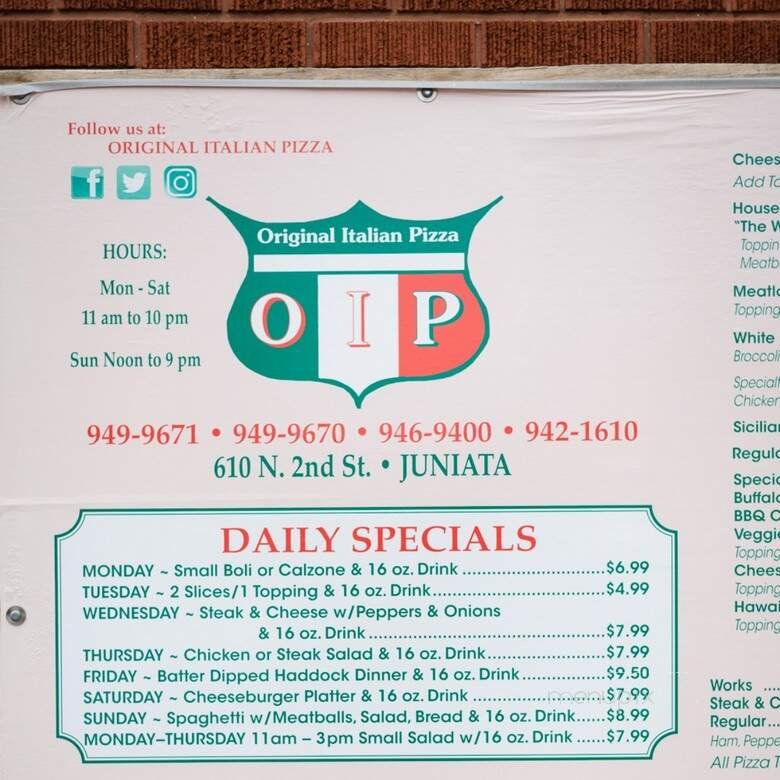 Follow us at:
ORIGINAL ITALIAN PIZZA
HOURS:
Mon - Sat
11 am to 10 pm
Sun Noon to 9 pm
Original Italian Pizza
O I P
949-9671 • 949-9670 • 946-9400 • 942-1610
610 N. 2nd St. • JUNIATA
DAILY SPECIALS
MONDAY ~ Small Boli or Calzone & 16 oz. Drink ..........................$6.99
TUESDAY ~ 2 Slices/1 Topping & 16 oz. Drink................................$4.99
WEDNESDAY ~ Steak & Cheese w/Peppers & Onions
& 16 oz. Drink...........................................$7.99
THURSDAY ~ Chicken or Steak Salad & 16 oz. Drink......................$7.99
FRIDAY ~ Batter Dipped Haddock Dinner & 16 oz. Drink...............$9.50
SATURDAY ~ Cheeseburger Platter & 16 oz. Drink .........................$7.99
SUNDAY ~ Spaghetti w/Meatballs, Salad, Bread & 16 oz. Drink.....$8.99
MONDAY–THURSDAY 11am – 3pm Small Salad w/16 oz. Drink .....$7.99
Add
House
"The
White
Works ...
Steak &
Regular...
Ham,
All Pizza